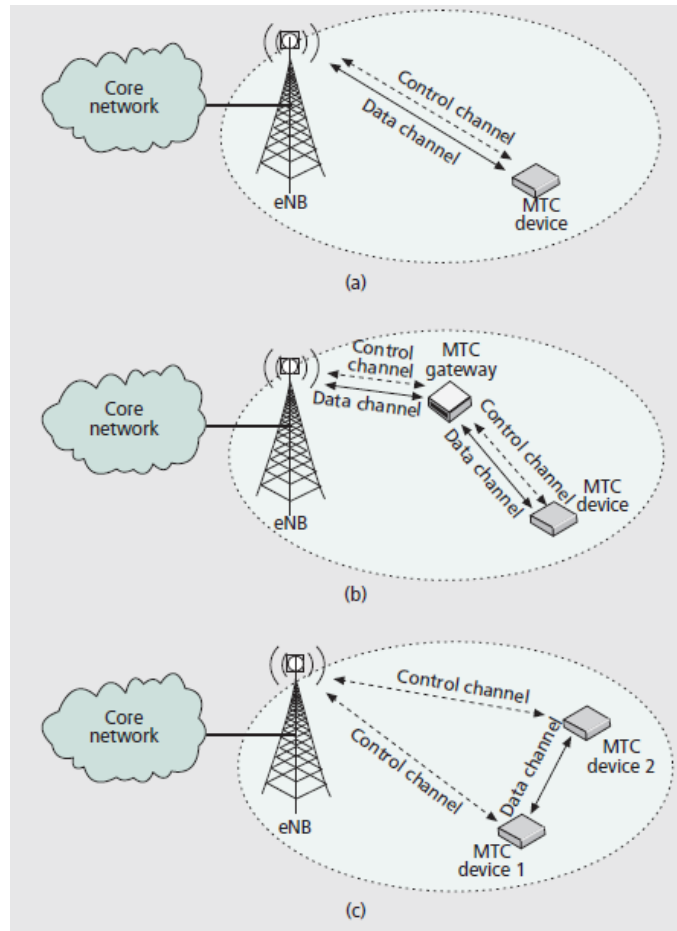 Core
network
eNB
Control channel
Data channel
MTC
device
(a)
Core
network
eNB
Control
channel
Data channel
MTC
gateway
Control channel
Data channel
MTC
device
(b)
Core
network
eNB
Control channel
Control channel
Data channel
MTC
device 2
MTC
device 1
(c)